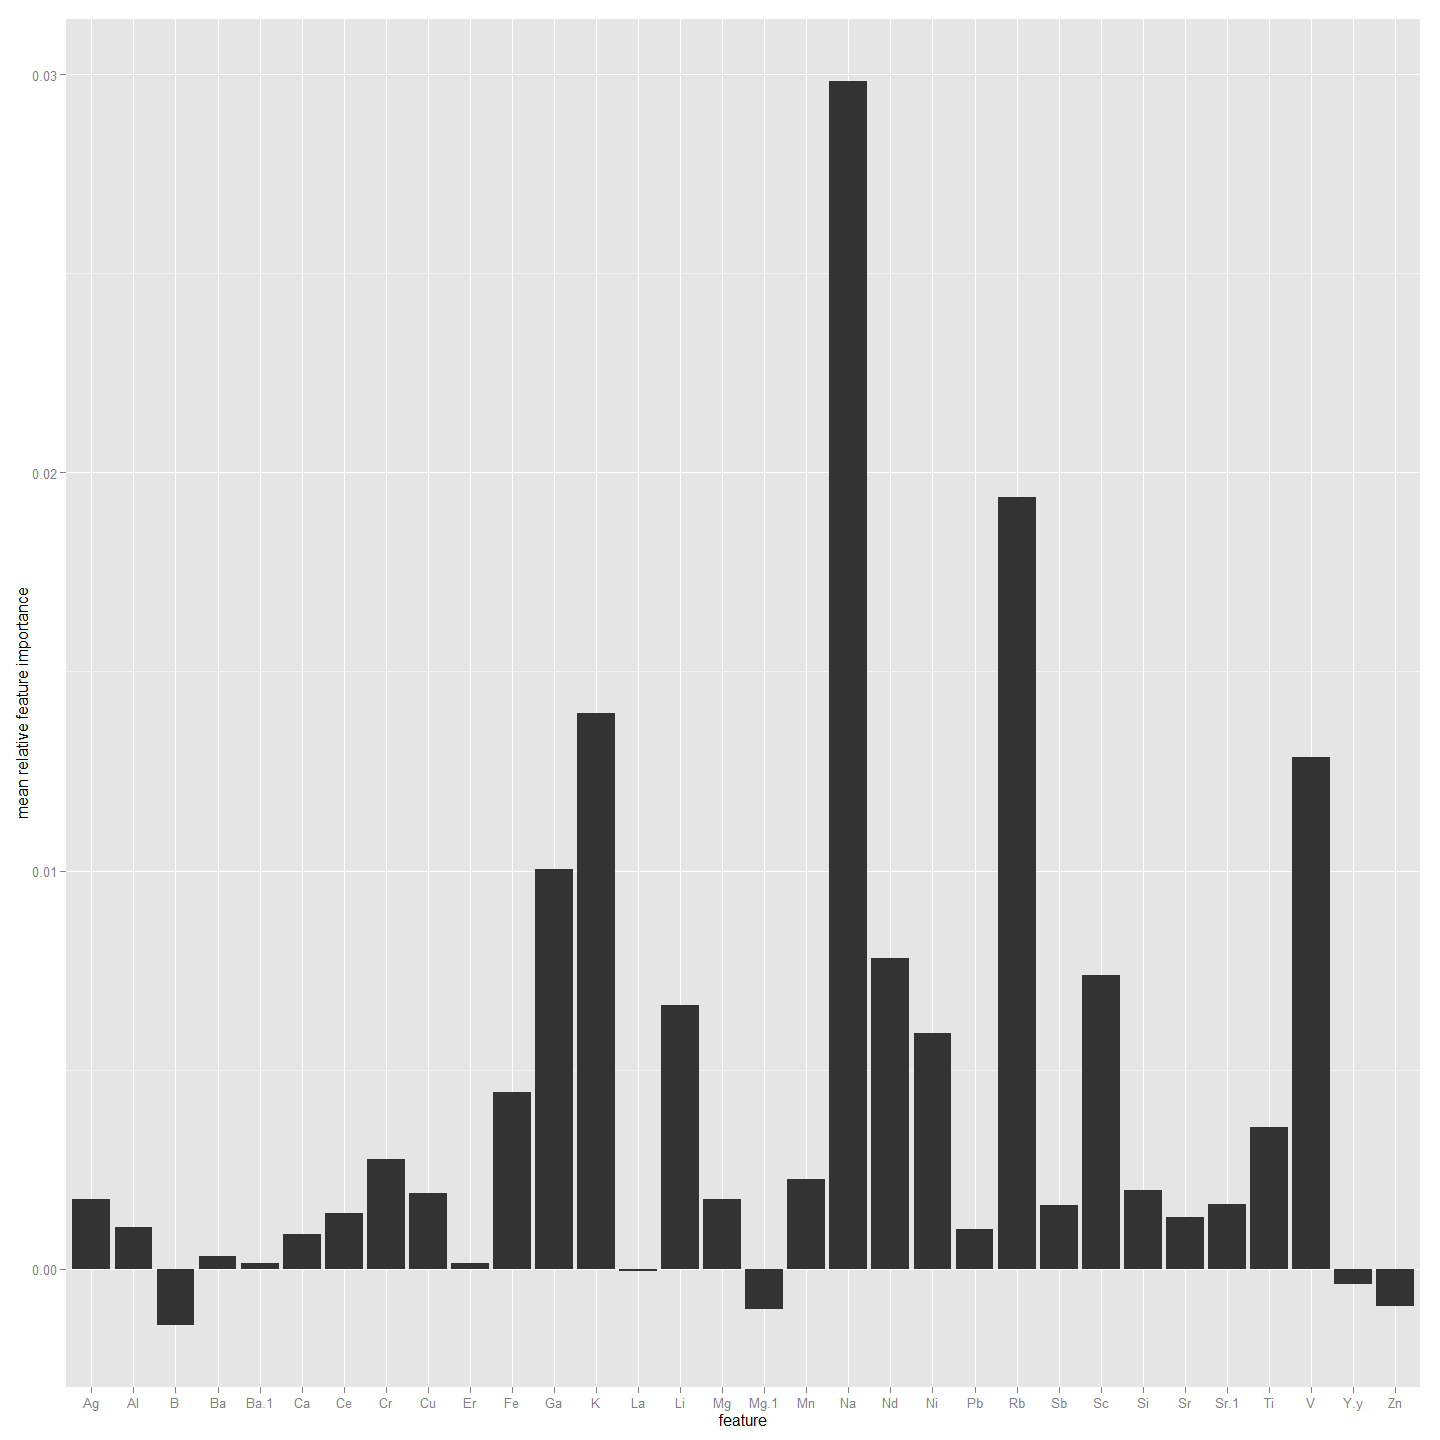 0.03
0.02
0.01
0.00
mean relative feature importance
Ag Al B Ba Ba.1 Ca Ce Cr Cu Er Fe Ga K La Li Mg Mg.1 Mn Na Nd Ni Pb Rb Sb Sc Si Sr Sr.1 Ti V Y.y Zn
feature